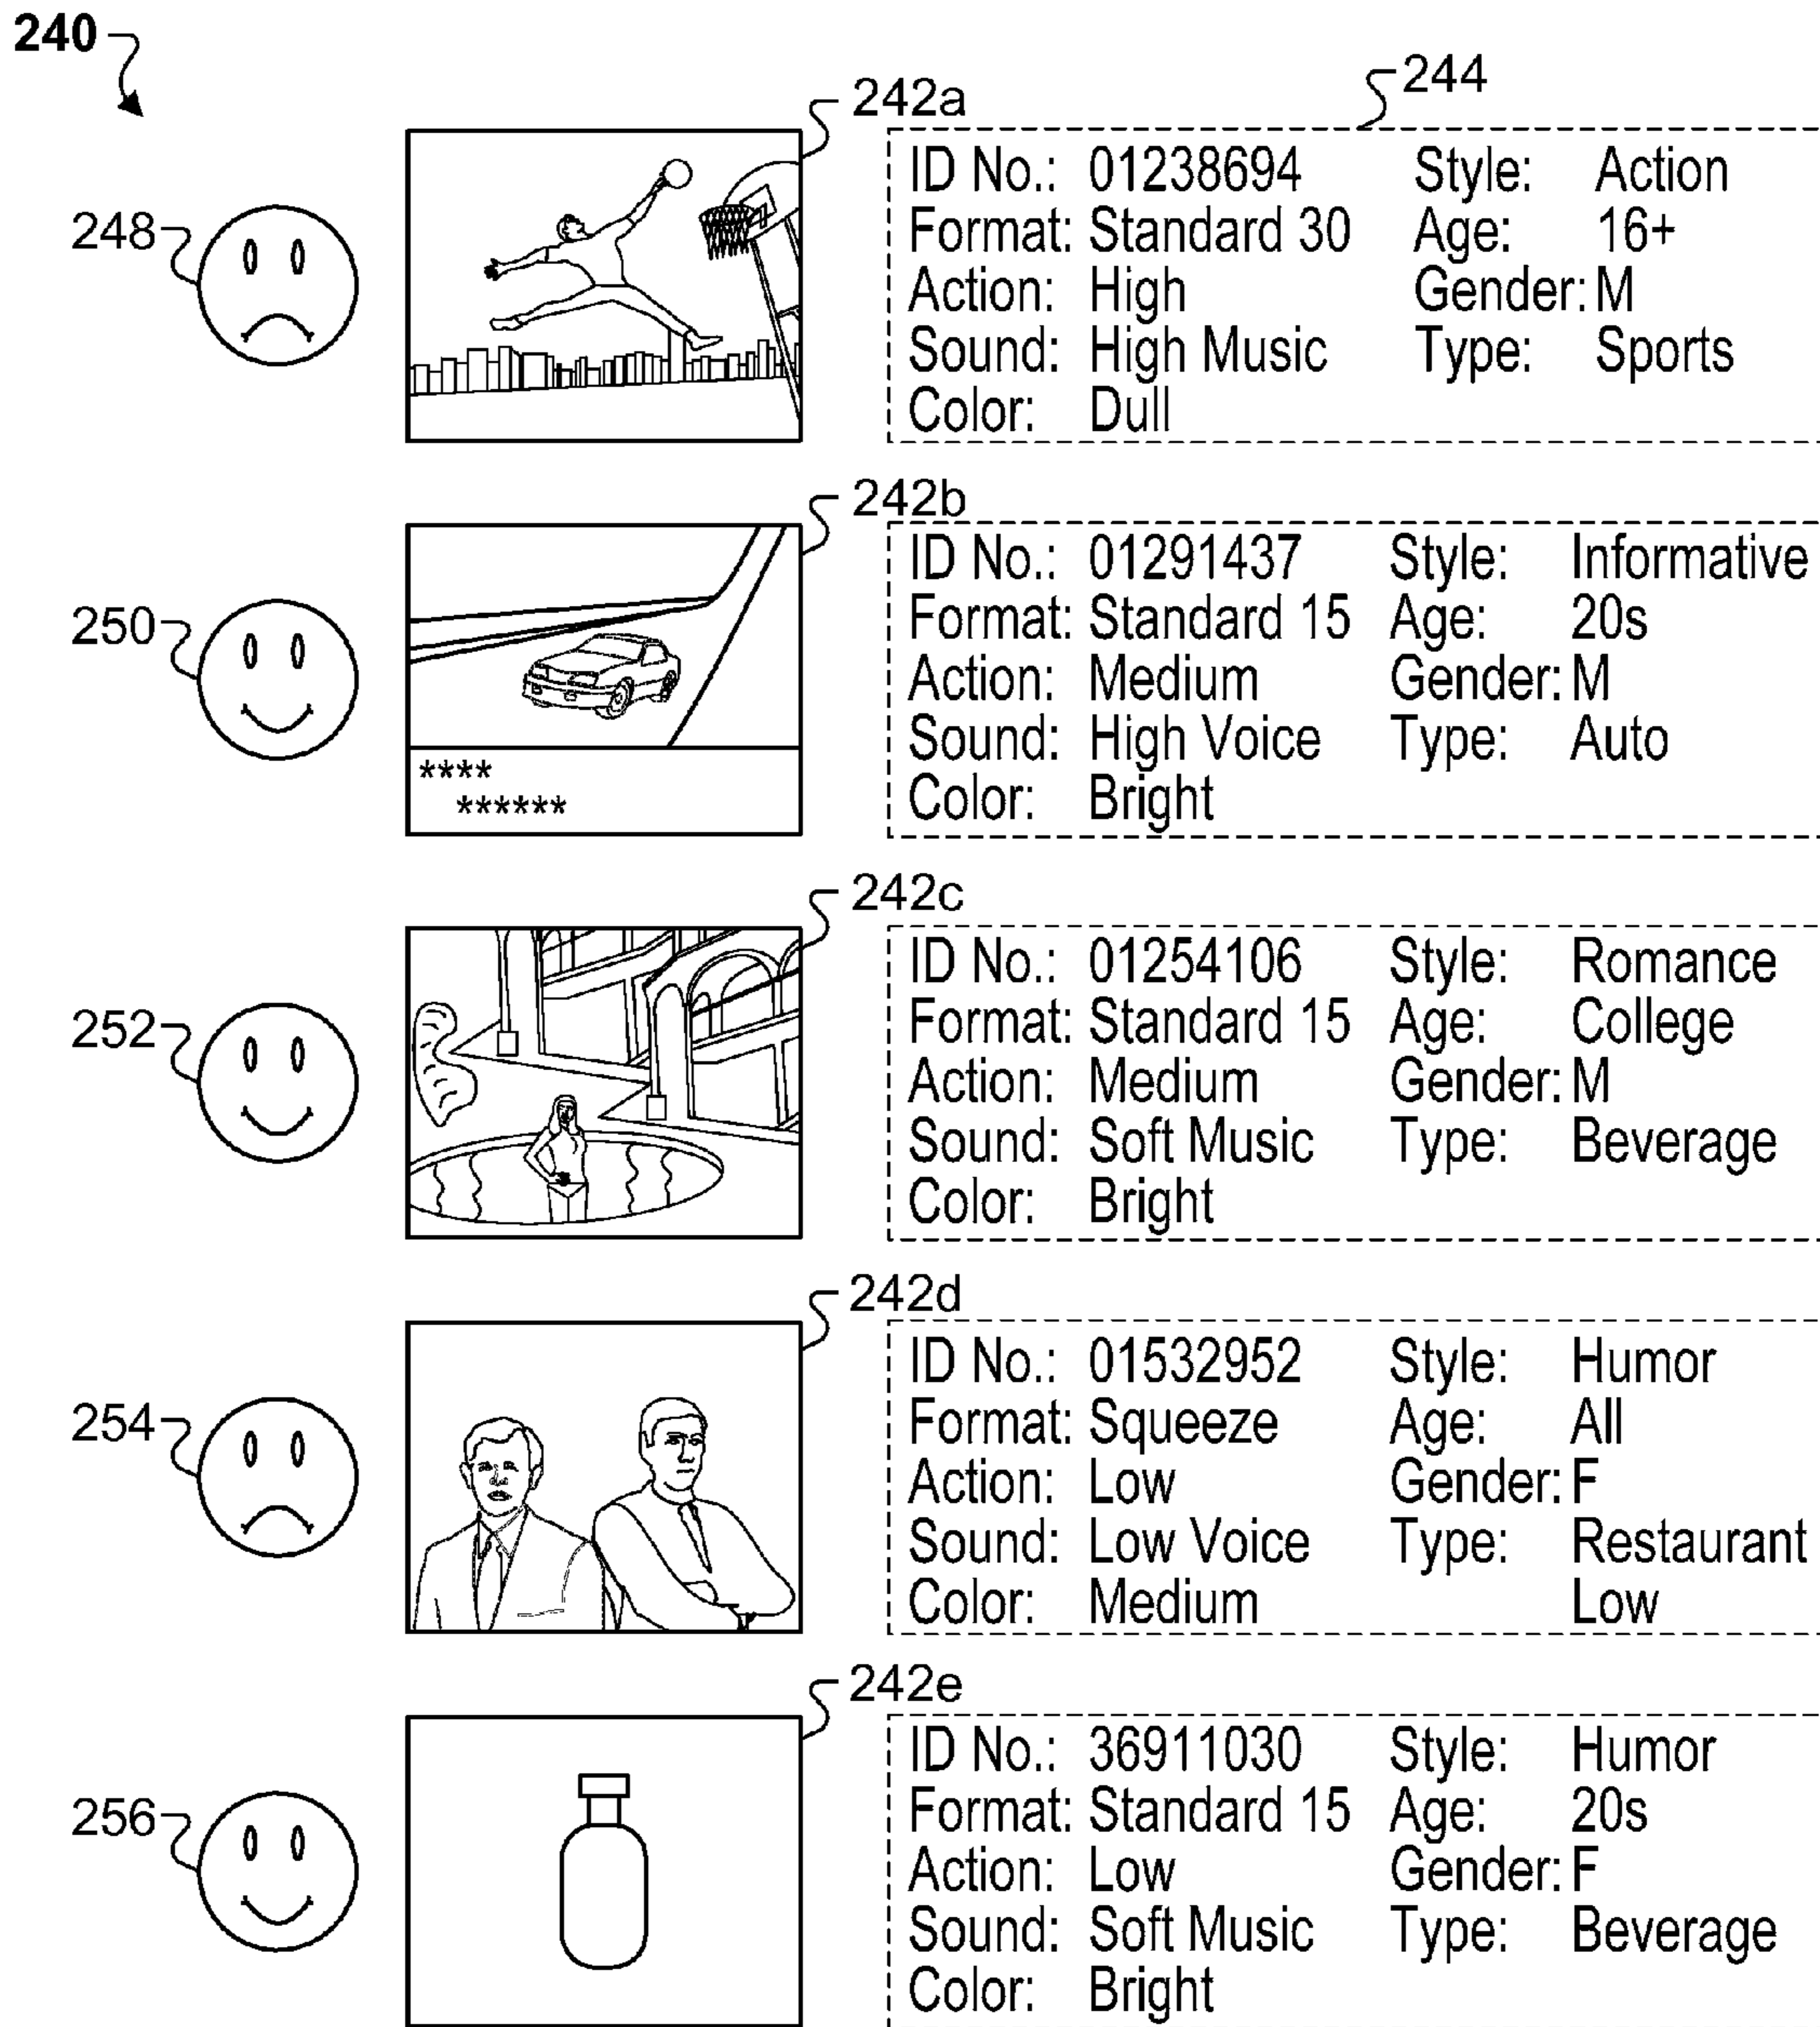 240
242a
244
248
ID No.: 01238694 Style: Action
Format: Standard 30 Age: 16+
Action: High Gender: M
Sound: High Music Type: Sports
Color: Dull
242b
250
ID No.: 01291437 Style: Informative
Format: Standard 15 Age: 20s
Action: Medium Gender: M
Sound: High Voice Type: Auto
Color: Bright
****
******
242c
252
ID No.: 01254106 Style: Romance
Format: Standard 15 Age: College
Action: Medium Gender: M
Sound: Soft Music Type: Beverage
Color: Bright
242d
254
ID No.: 01532952 Style: Humor
Format: Squeeze Age: All
Action: Low Gender: F
Sound: Low Voice Type: Restaurant
Color: Medium Low
242e
256
ID No.: 36911030 Style: Humor
Format: Standard 15 Age: 20s
Action: Low Gender: F
Sound: Soft Music Type: Beverage
Color: Bright